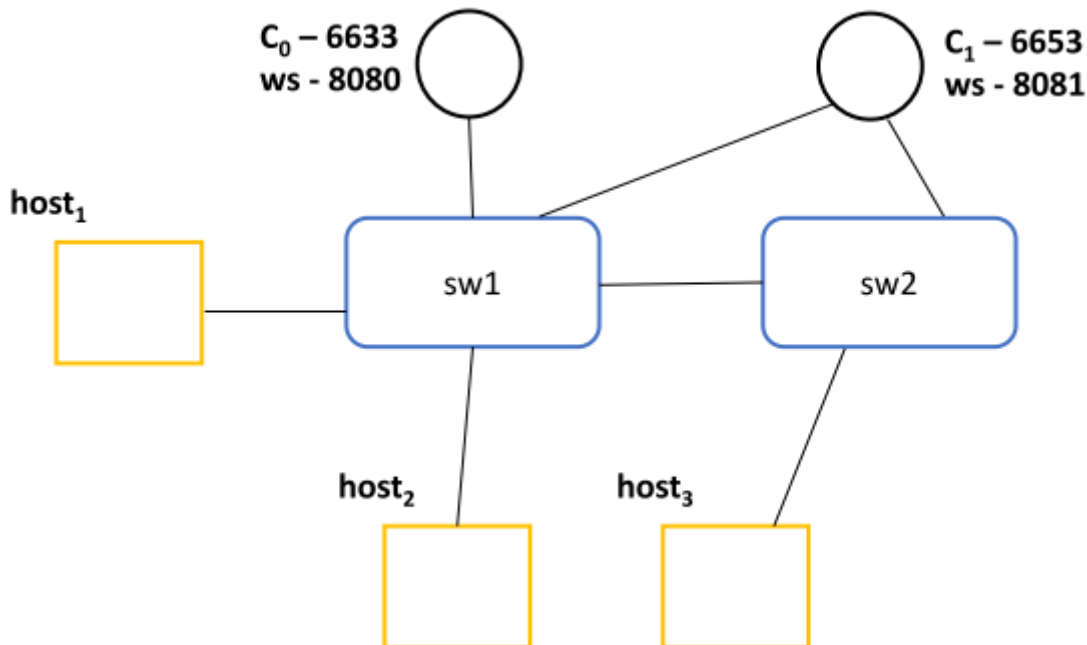 C₀ – 6633
ws - 8080
C₁ – 6653
ws - 8081
host₁
sw1
sw2
host₂
host₃